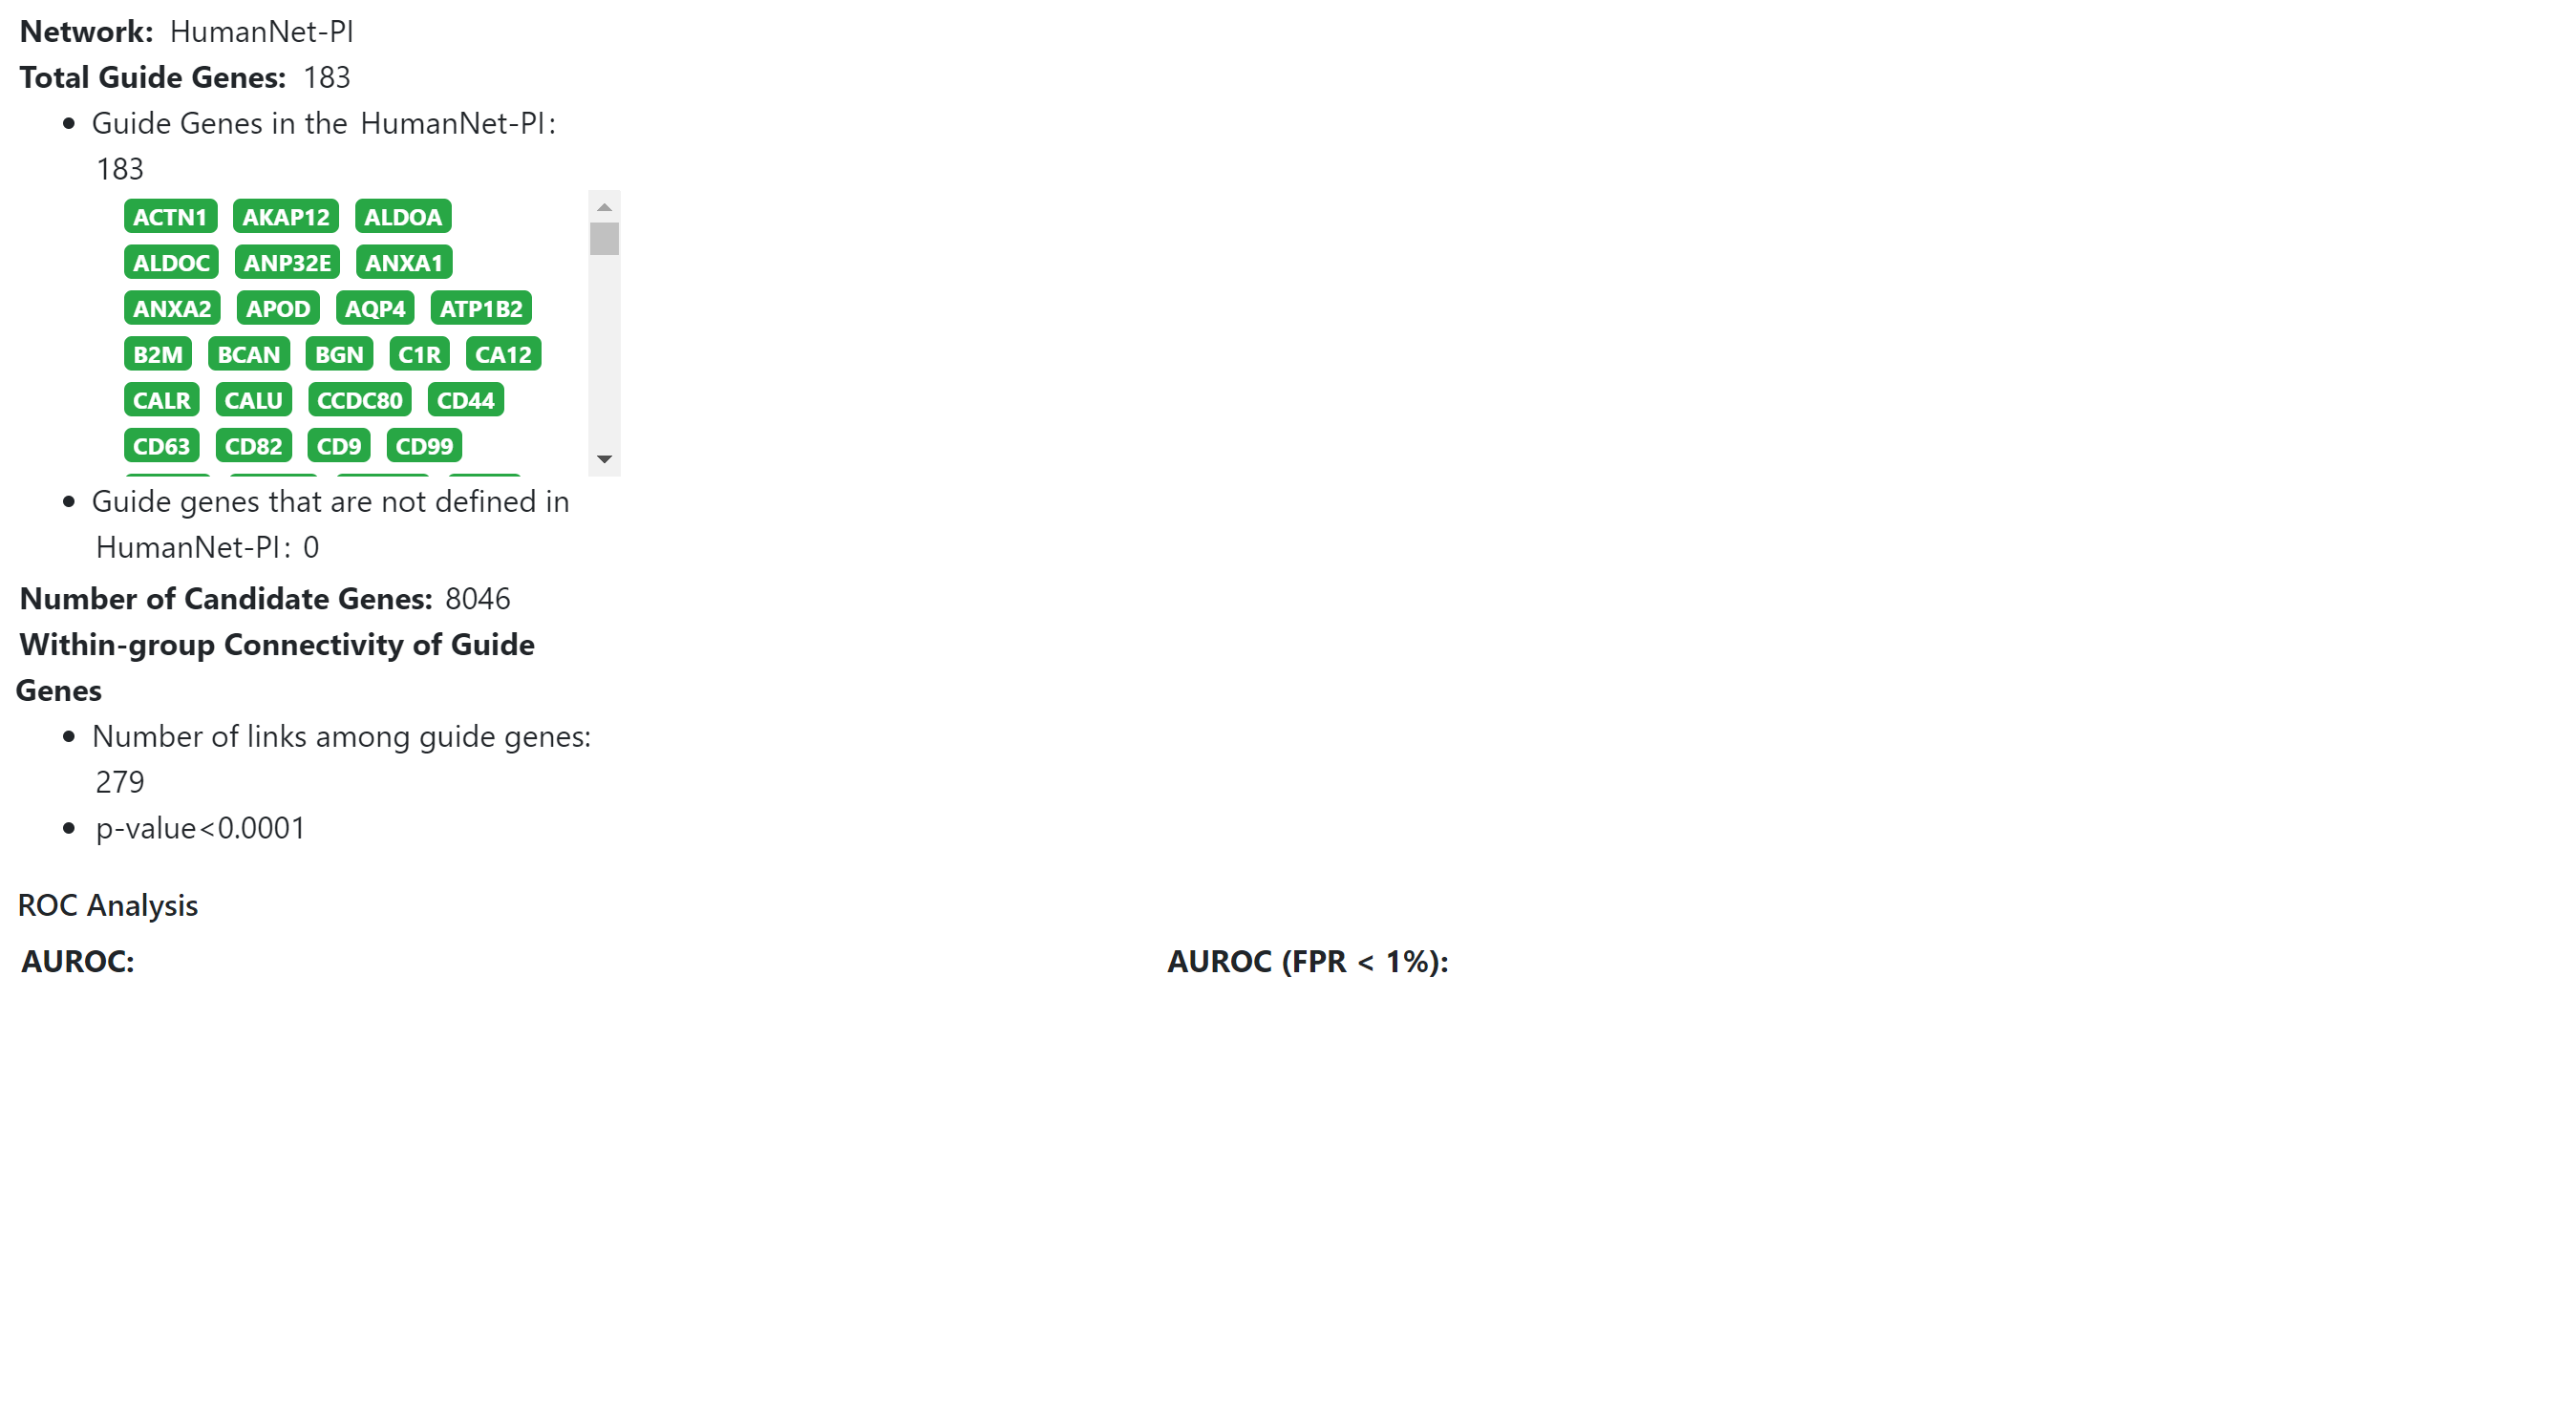 Network: HumanNet-PI
Total Guide Genes: 183
• Guide Genes in the HumanNet-PI:
183
ACTN1 AKAP12 ALDOA
ALDOC ANP32E ANXA1
ANXA2 APOD AQP4 ATP1B2
B2M BCAN BGN C1R CA12
CALR CALU CCDC80 CD44
CD63 CD82 CD9 CD99
• Guide genes that are not defined in
HumanNet-PI: 0
Number of Candidate Genes: 8046
Within-group Connectivity of Guide
Genes
• Number of links among guide genes:
279
• p-value<0.0001
ROC Analysis
AUROC: AUROC (FPR < 1%):